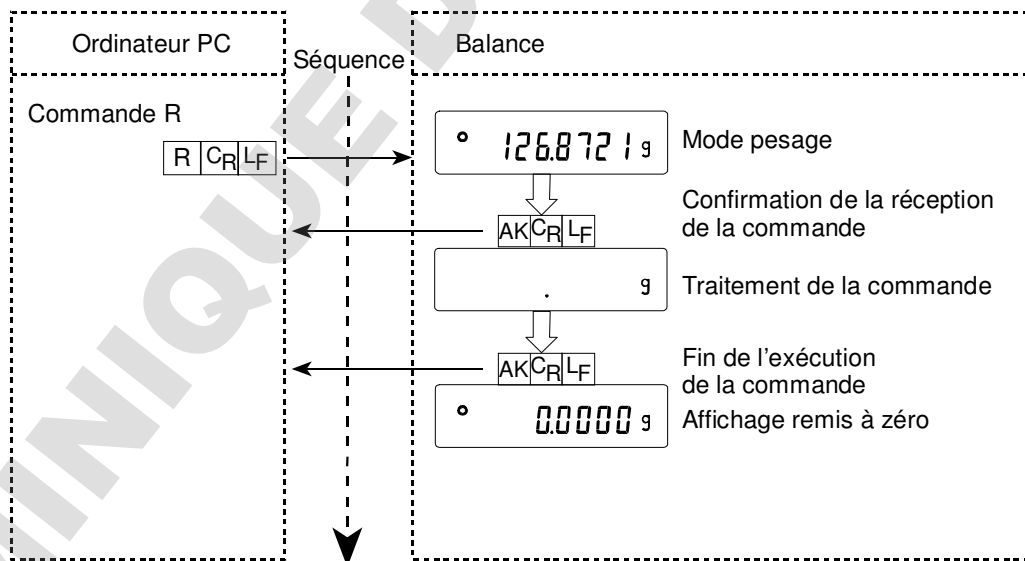 Ordinateur PC
Séquence
Balance
Commande R
R CR LF
126.8721 g
Mode pesage
Confirmation de la réception
de la commande
AK CR LF
. g
Traitement de la commande
AK CR LF
Fin de l'exécution
de la commande
0.0000 g
Affichage remis à zéro